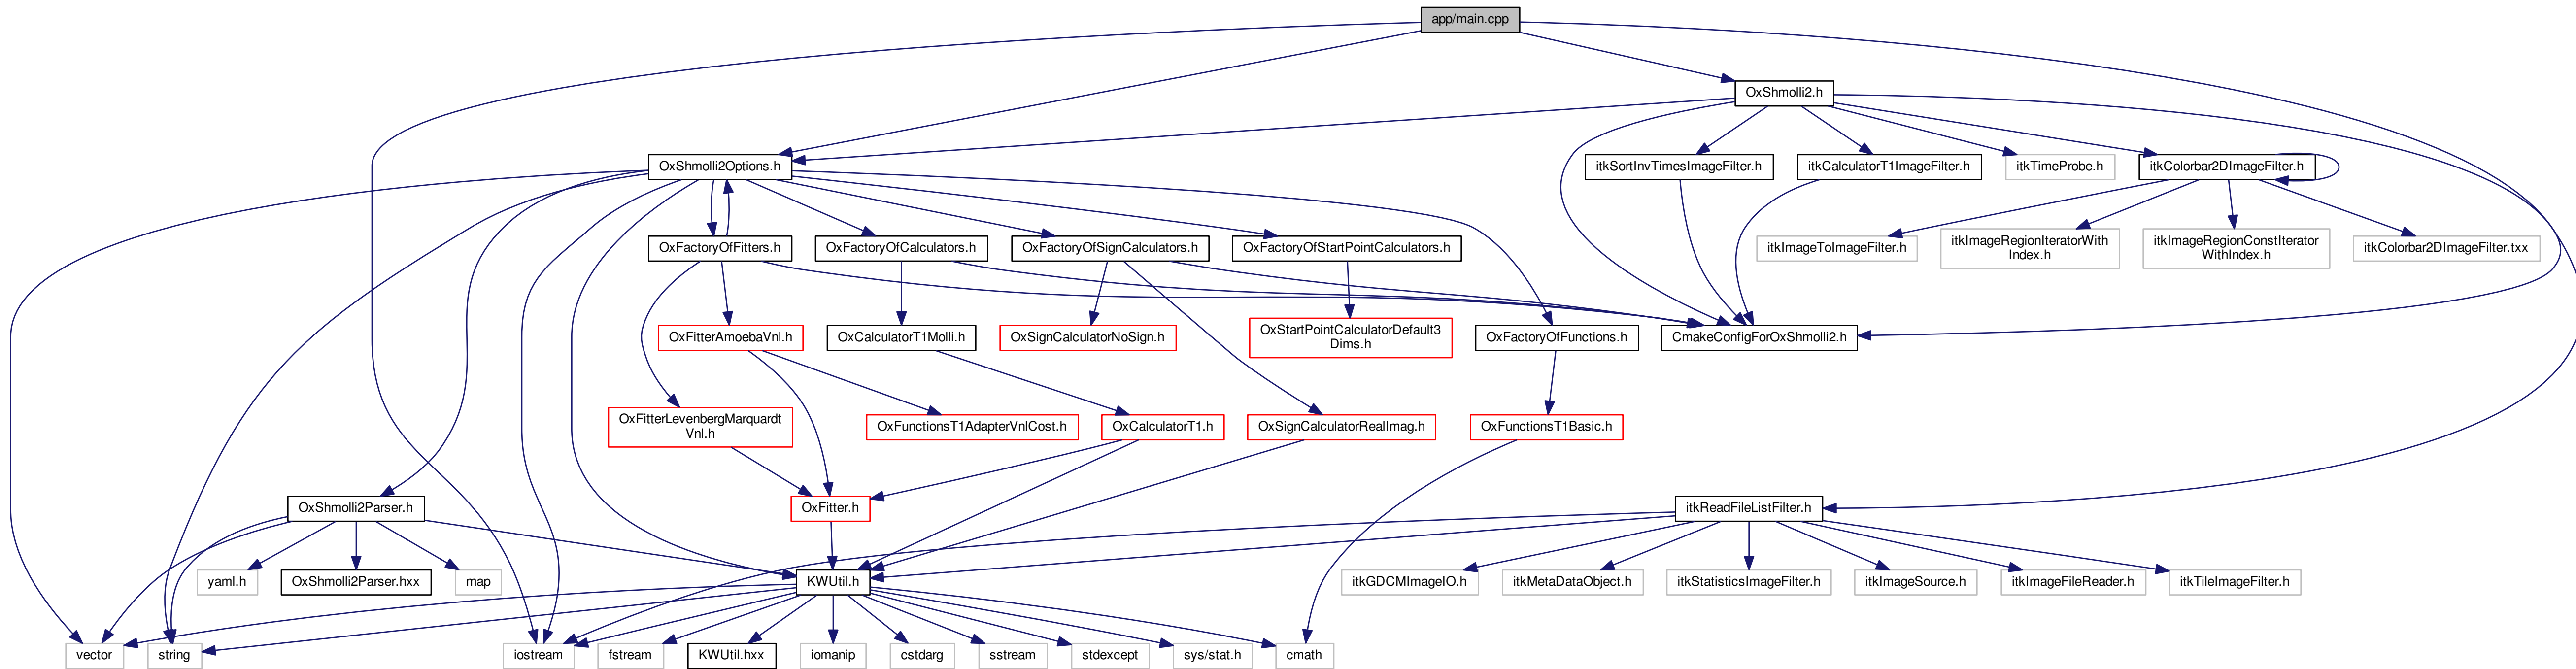 app/main.cpp
OxShmolli2.h
OxShmolli2Options.h
itkSortInvTimesImageFilter.h
itkCalculatorT1ImageFilter.h
itkTimeProbe.h
itkColorbar2DImageFilter.h
OxFactoryOfFitters.h
OxFactoryOfCalculators.h
OxFactoryOfSignCalculators.h
OxFactoryOfStartPointCalculators.h
itkImageToImageFilter.h
itkImageRegionIteratorWith
Index.h
itkImageRegionConstIterator
WithIndex.h
itkColorbar2DImageFilter.txx
OxFitterAmoebaVnl.h
OxCalculatorT1Molli.h
OxSignCalculatorNoSign.h
OxStartPointCalculatorDefault3
Dims.h
OxFactoryOfFunctions.h
CmakeConfigForOxShmolli2.h
OxFitterLevenbergMarquardt
Vnl.h
OxFunctionsT1AdapterVnlCost.h
OxCalculatorT1.h
OxSignCalculatorRealImag.h
OxFunctionsT1Basic.h
OxShmolli2Parser.h
OxFitter.h
itkReadFileListFilter.h
yaml.h
OxShmolli2Parser.hxx
map
KWUtil.h
itkGDCMImageIO.h
itkMetaDataObject.h
itkStatisticsImageFilter.h
itkImageSource.h
itkImageFileReader.h
itkTileImageFilter.h
vector
string
iostream
fstream
KWUtil.hxx
iomanip
cstdarg
sstream
stdexcept
sys/stat.h
cmath